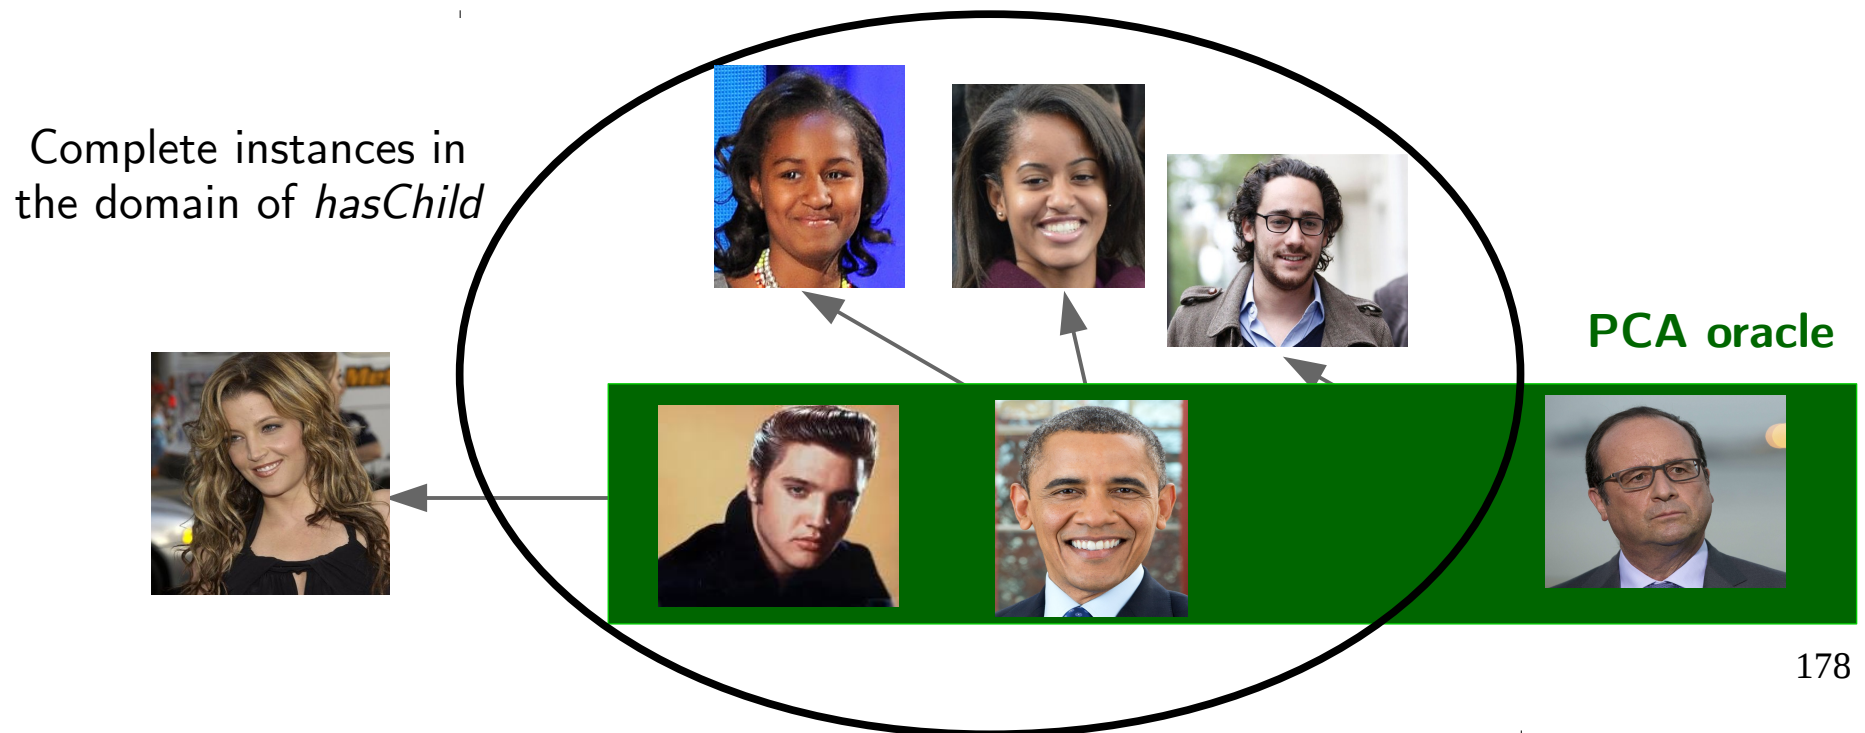 Complete instances in
the domain of hasChild
PCA oracle
178